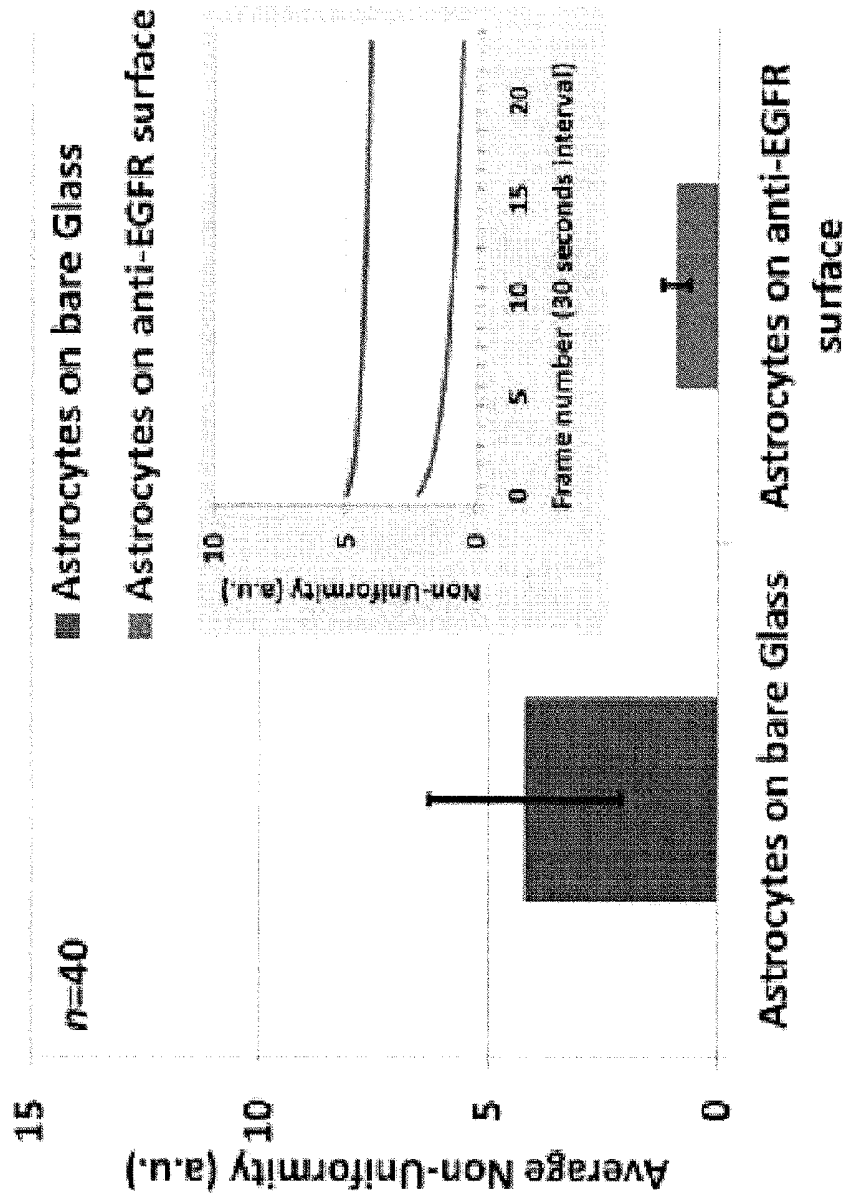 15
10
5
0
Average Non-Uniformity (a.u.)
n=40
Astrocytes on bare Glass
Astrocytes on anti-EGFR surface
10
5
0
Non-Uniformity (a.u.)
0 5 10 15 20
Frame number (30 seconds interval)
Astrocytes on bare Glass
Astrocytes on anti-EGFR
surface